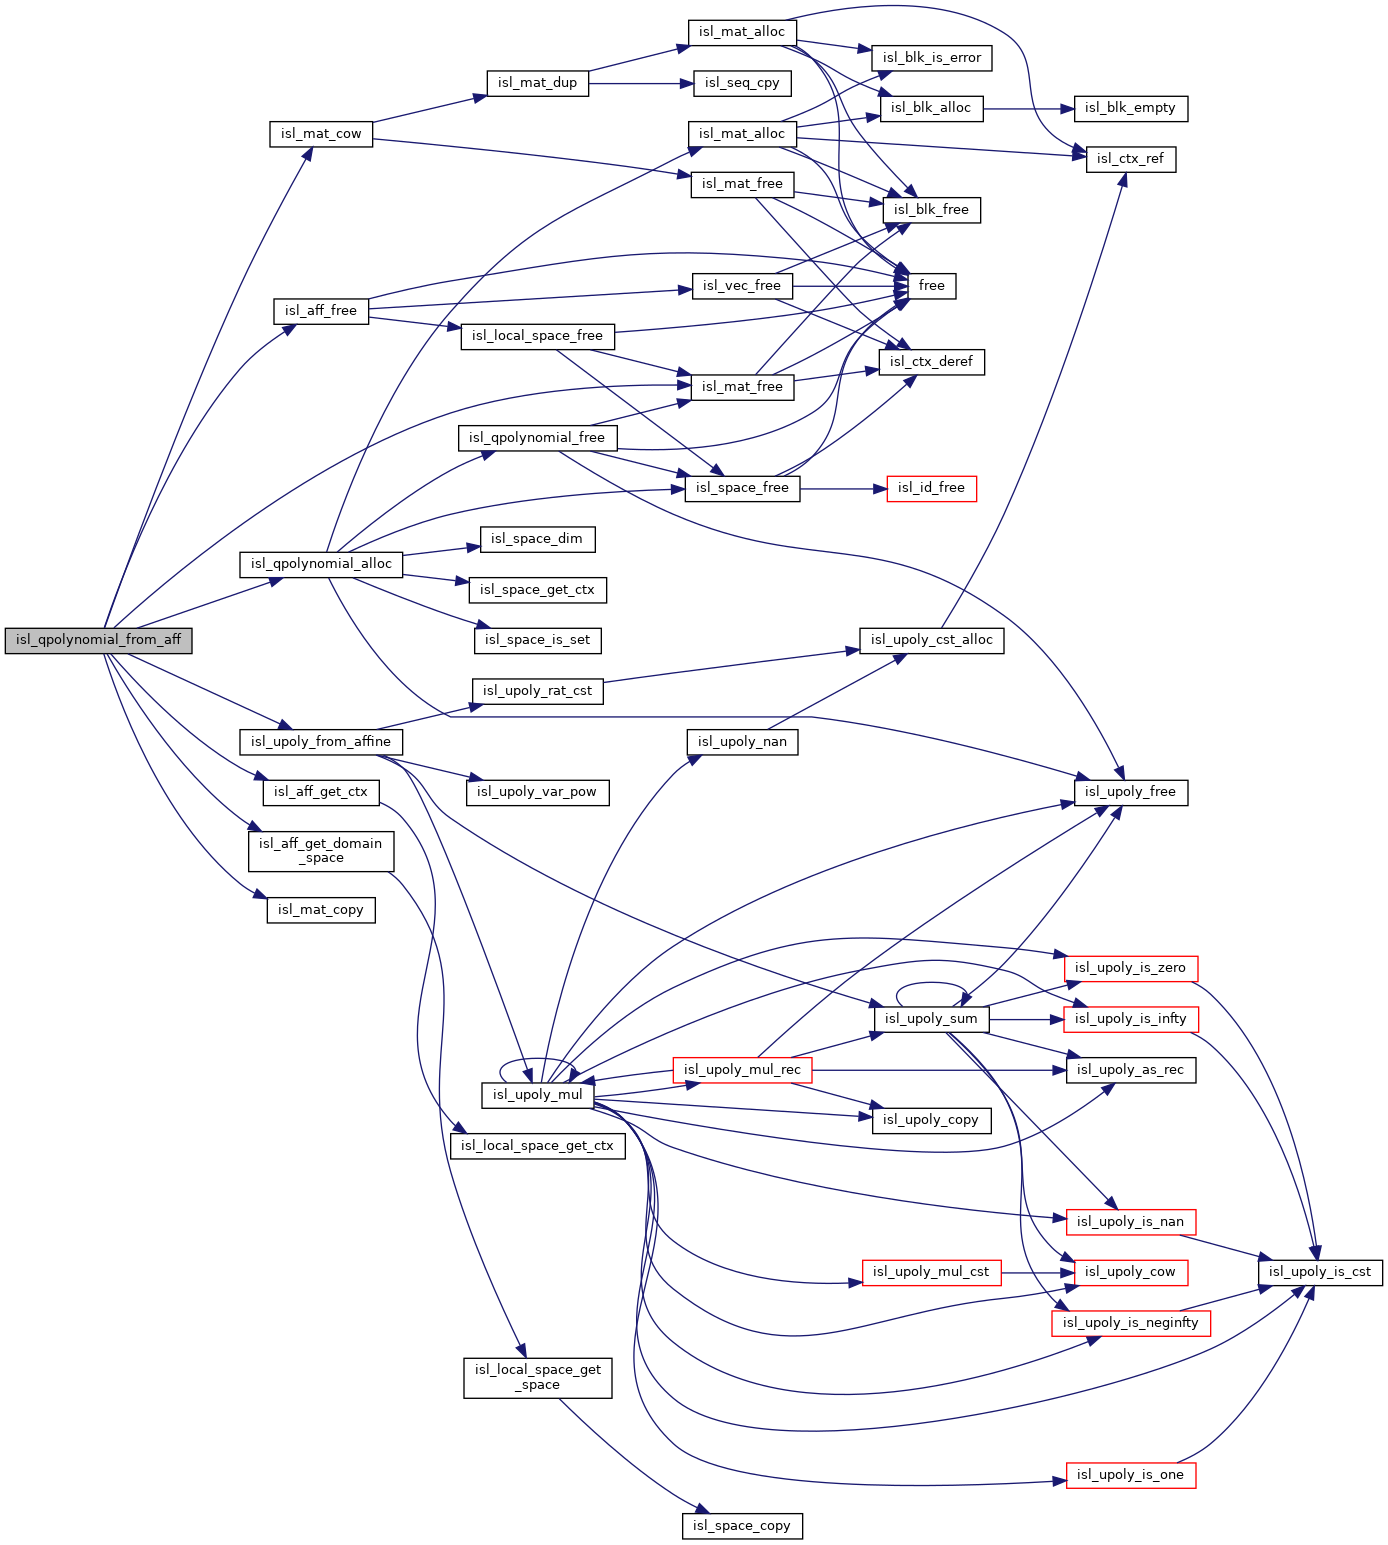 isl_mat_alloc
isl_blk_is_error
isl_mat_dup
isl_seq_cpy
isl_blk_alloc
isl_blk_empty
isl_mat_cow
isl_mat_alloc
isl_ctx_ref
isl_mat_free
isl_blk_free
isl_vec_free
free
isl_aff_free
isl_local_space_free
isl_ctx_deref
isl_mat_free
isl_qpolynomial_free
isl_space_free
isl_id_free
isl_space_dim
isl_qpolynomial_alloc
isl_space_get_ctx
isl_qpolynomial_from_aff
isl_space_is_set
isl_upoly_cst_alloc
isl_upoly_rat_cst
isl_upoly_from_affine
isl_upoly_nan
isl_aff_get_ctx
isl_upoly_var_pow
isl_upoly_free
isl_aff_get_domain
_space
isl_mat_copy
isl_upoly_is_zero
isl_upoly_sum
isl_upoly_is_infty
isl_upoly_mul_rec
isl_upoly_as_rec
isl_upoly_mul
isl_upoly_copy
isl_local_space_get_ctx
isl_upoly_is_nan
isl_upoly_mul_cst
isl_upoly_cow
isl_upoly_is_cst
isl_upoly_is_neginfty
isl_local_space_get
_space
isl_upoly_is_one
isl_space_copy